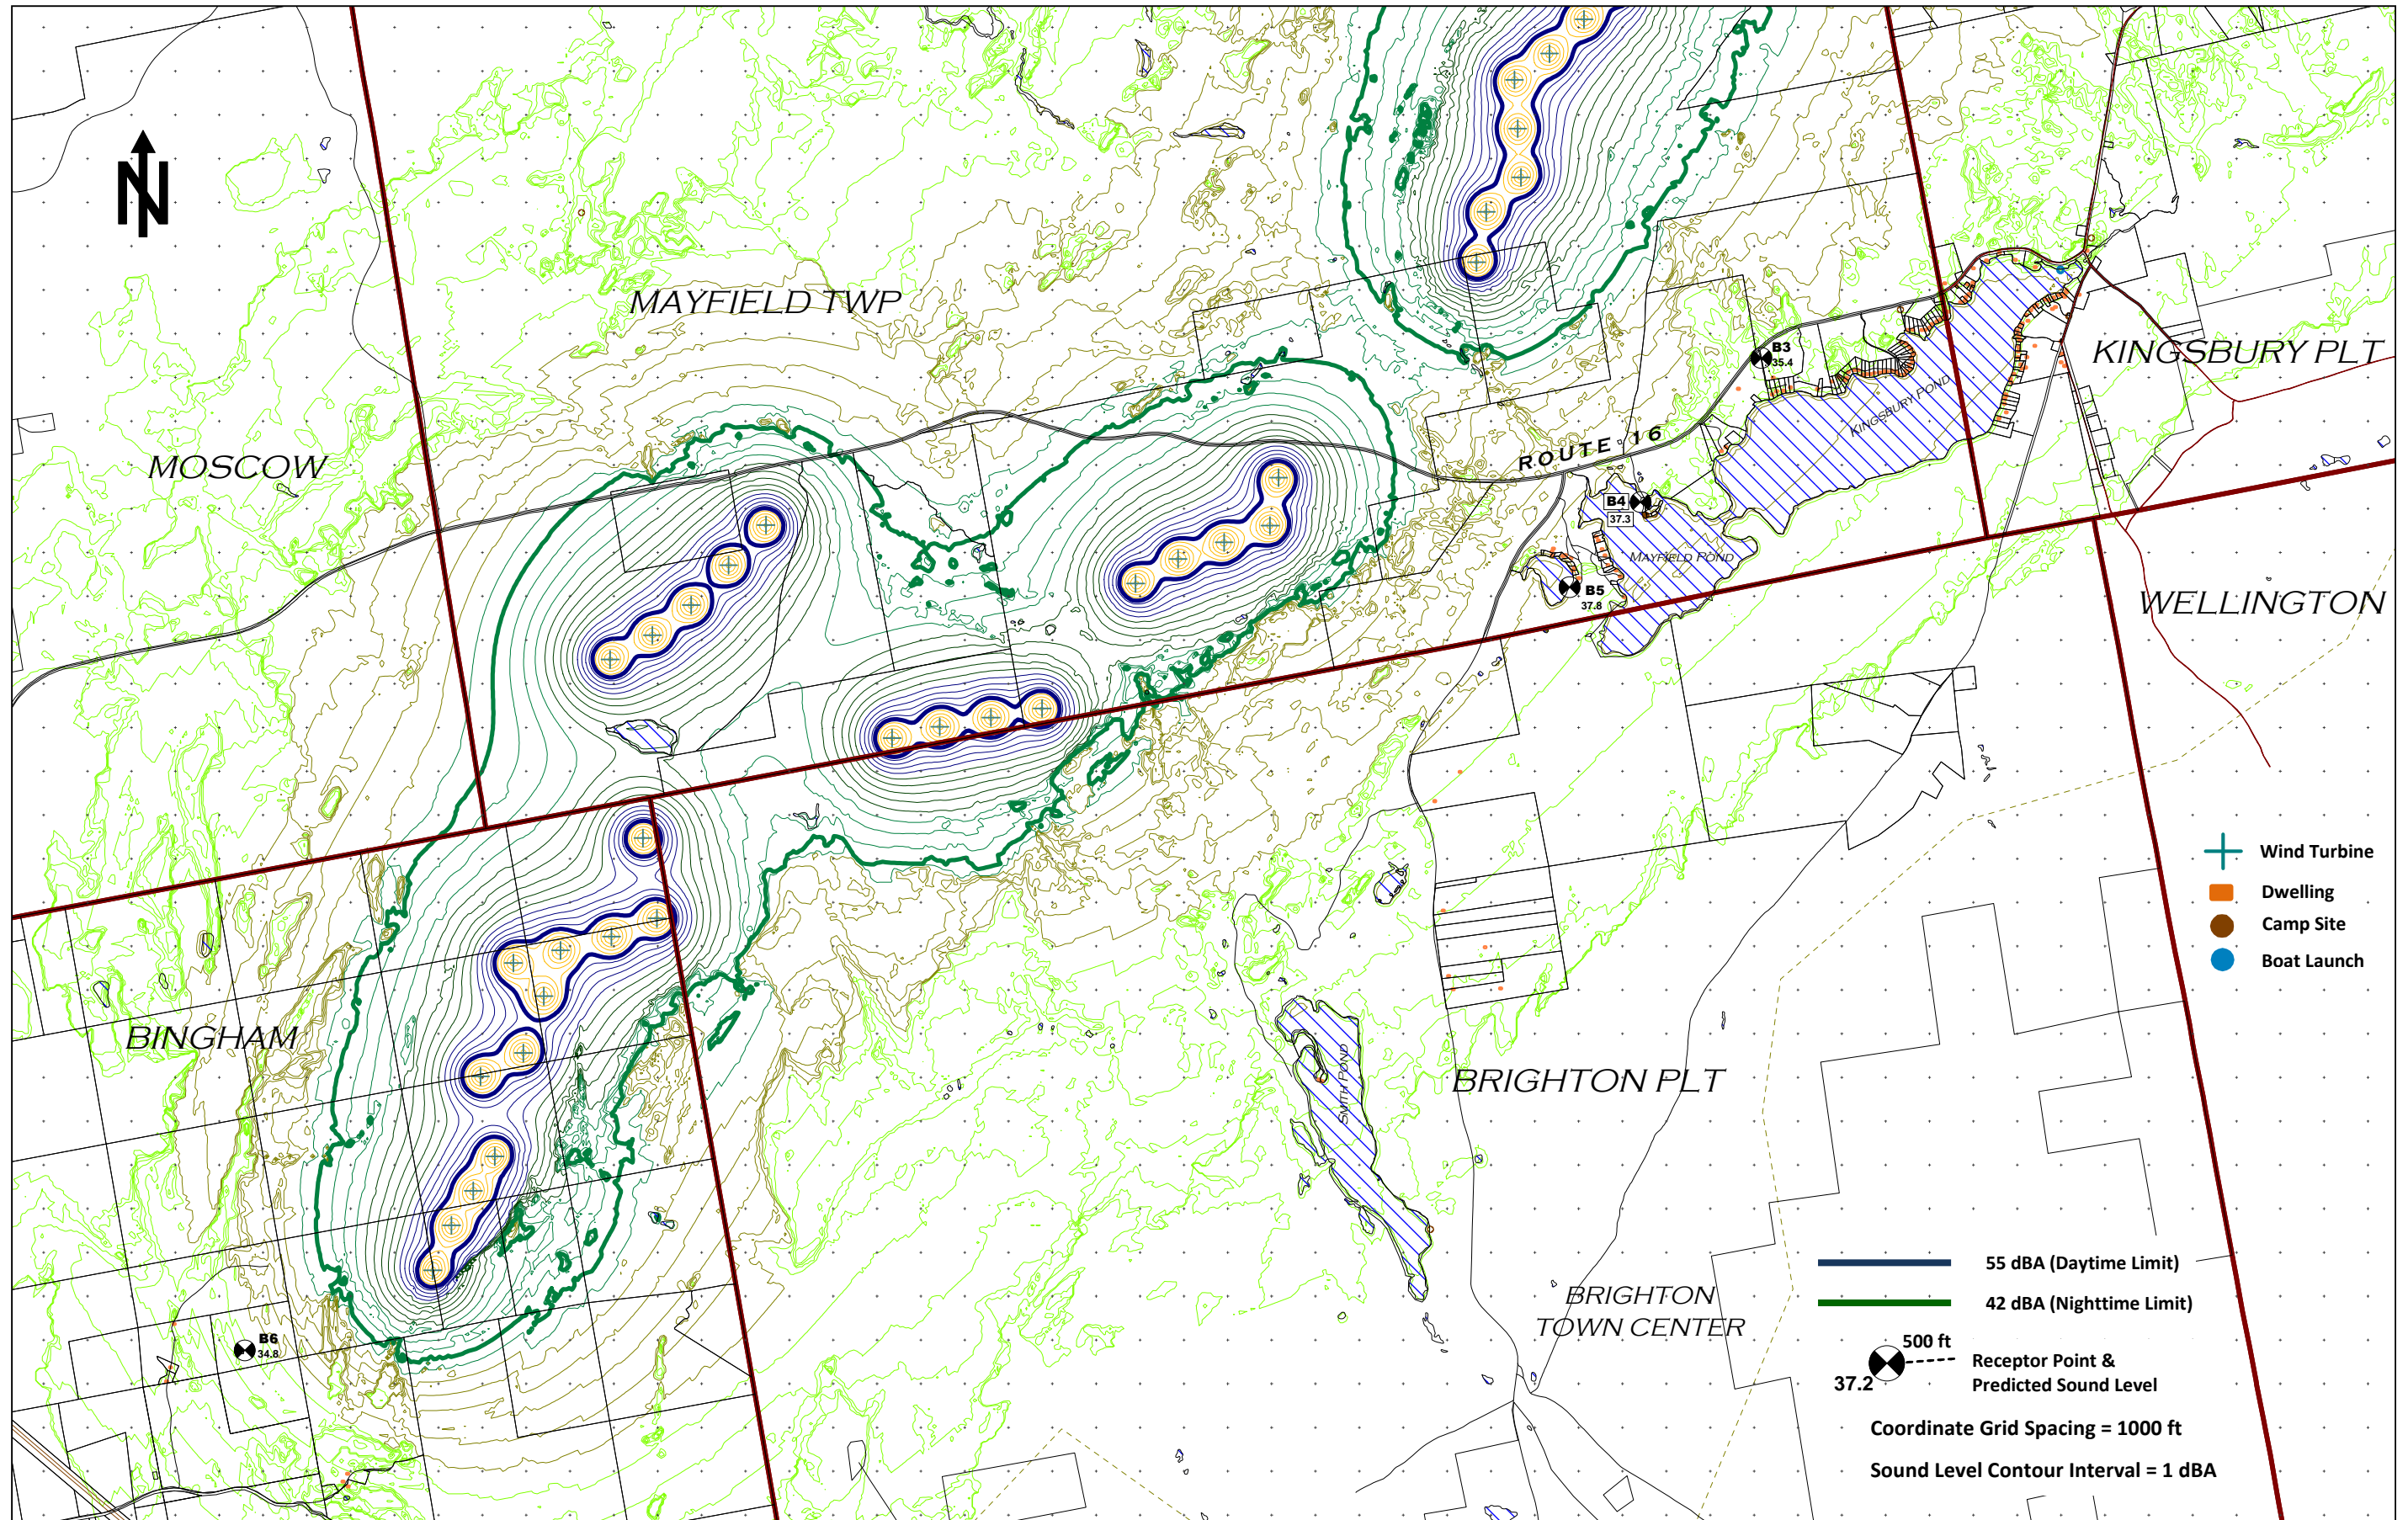 N
MAYFIELD TWP
MOSCOW
B3
35.4
KINGSBURY PLT
KINGSBURY POND
ROUTE 16
B4
37.3
MAYFIELD POND
B5
37.8
WELLINGTON
Wind Turbine
Dwelling
Camp Site
Boat Launch
BINGHAM
SMITH POND
BRIGHTON PLT
55 dBA (Daytime Limit)
42 dBA (Nighttime Limit)
BRIGHTON
TOWN CENTER
B6
34.8
500 ft
37.2
Receptor Point &
Predicted Sound Level
Coordinate Grid Spacing = 1000 ft
Sound Level Contour Interval = 1 dBA